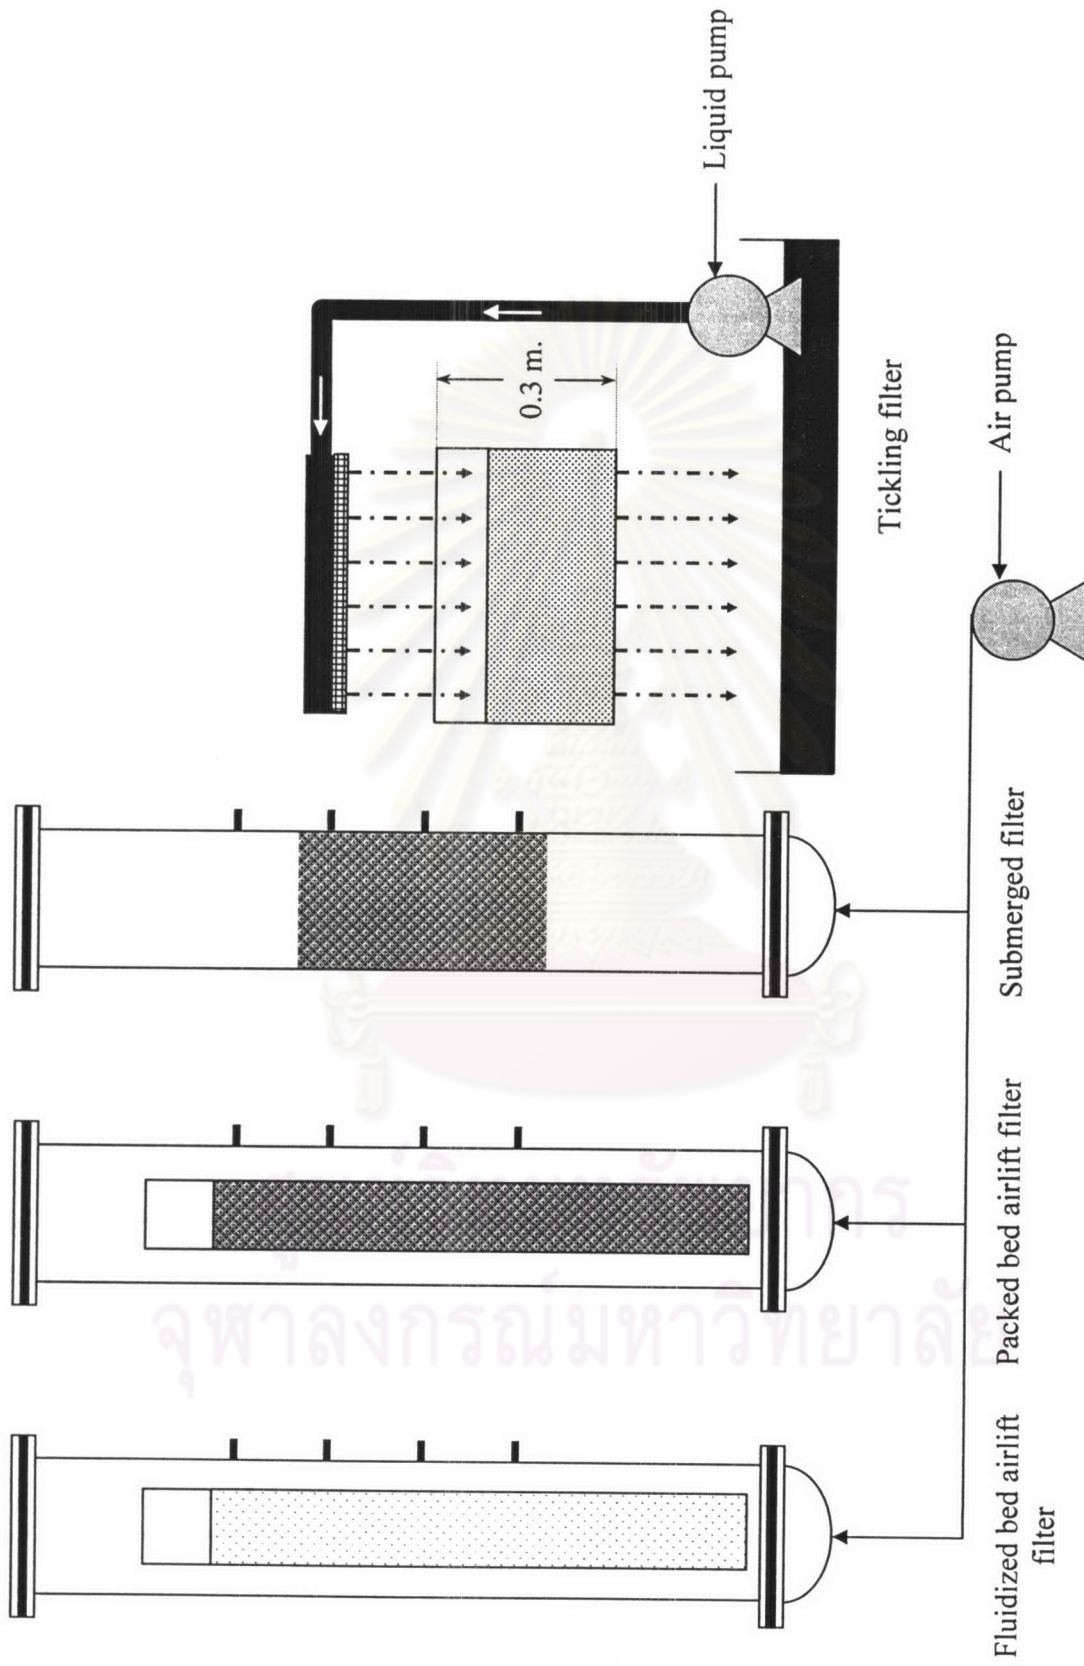 Liquid pump
0.3 m.
Tickling filter
Air pump
Fluidized bed airlift
filter
Packed bed airlift filter
Submerged filter
จุฬาลงกรณ์มหาวิทยาลัย